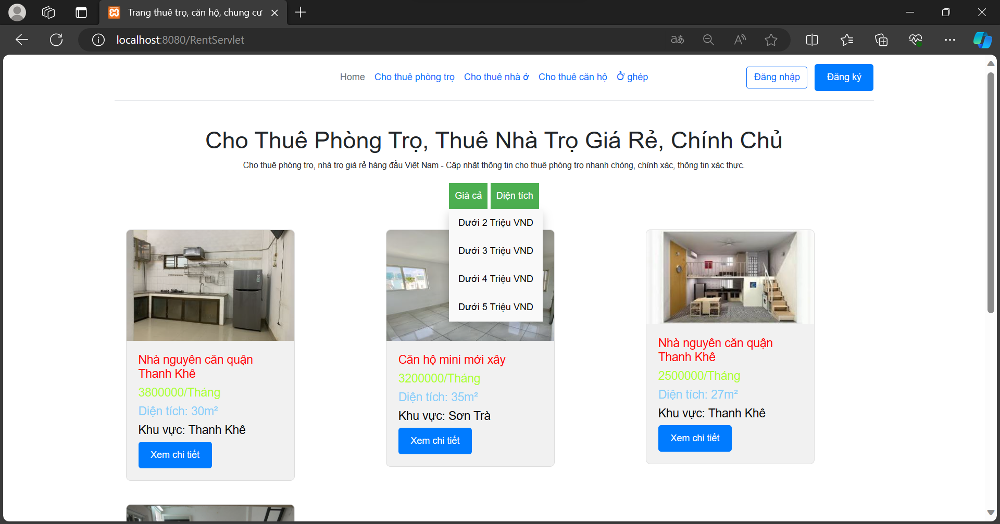 Trang thuê trọ, căn hộ, chung cư
localhost:8080/RentServlet
Home Cho thuê phòng trọ Cho thuê nhà ở Cho thuê căn hộ Ở ghép Đăng nhập Đăng ký
Cho Thuê Phòng Trọ, Thuê Nhà Trọ Giá Rẻ, Chính Chủ
Cho thuê phòng trọ, nhà trọ giá rẻ hàng đầu Việt Nam - Cập nhật thông tin cho thuê phòng trọ nhanh chóng, chính xác, thông tin xác thực.
Giá cả Diện tích
Dưới 2 Triệu VND
Dưới 3 Triệu VND
Dưới 4 Triệu VND
Dưới 5 Triệu VND
Nhà nguyên căn quận
Thanh Khê
3800000/Tháng
Diện tích: 30m²
Khu vực: Thanh Khê
Xem chi tiết
Căn hộ mini mới xây
3200000/Tháng
Diện tích: 35m²
Khu vực: Sơn Trà
Xem chi tiết
Nhà nguyên căn quận
Thanh Khê
2500000/Tháng
Diện tích: 27m²
Khu vực: Thanh Khê
Xem chi tiết